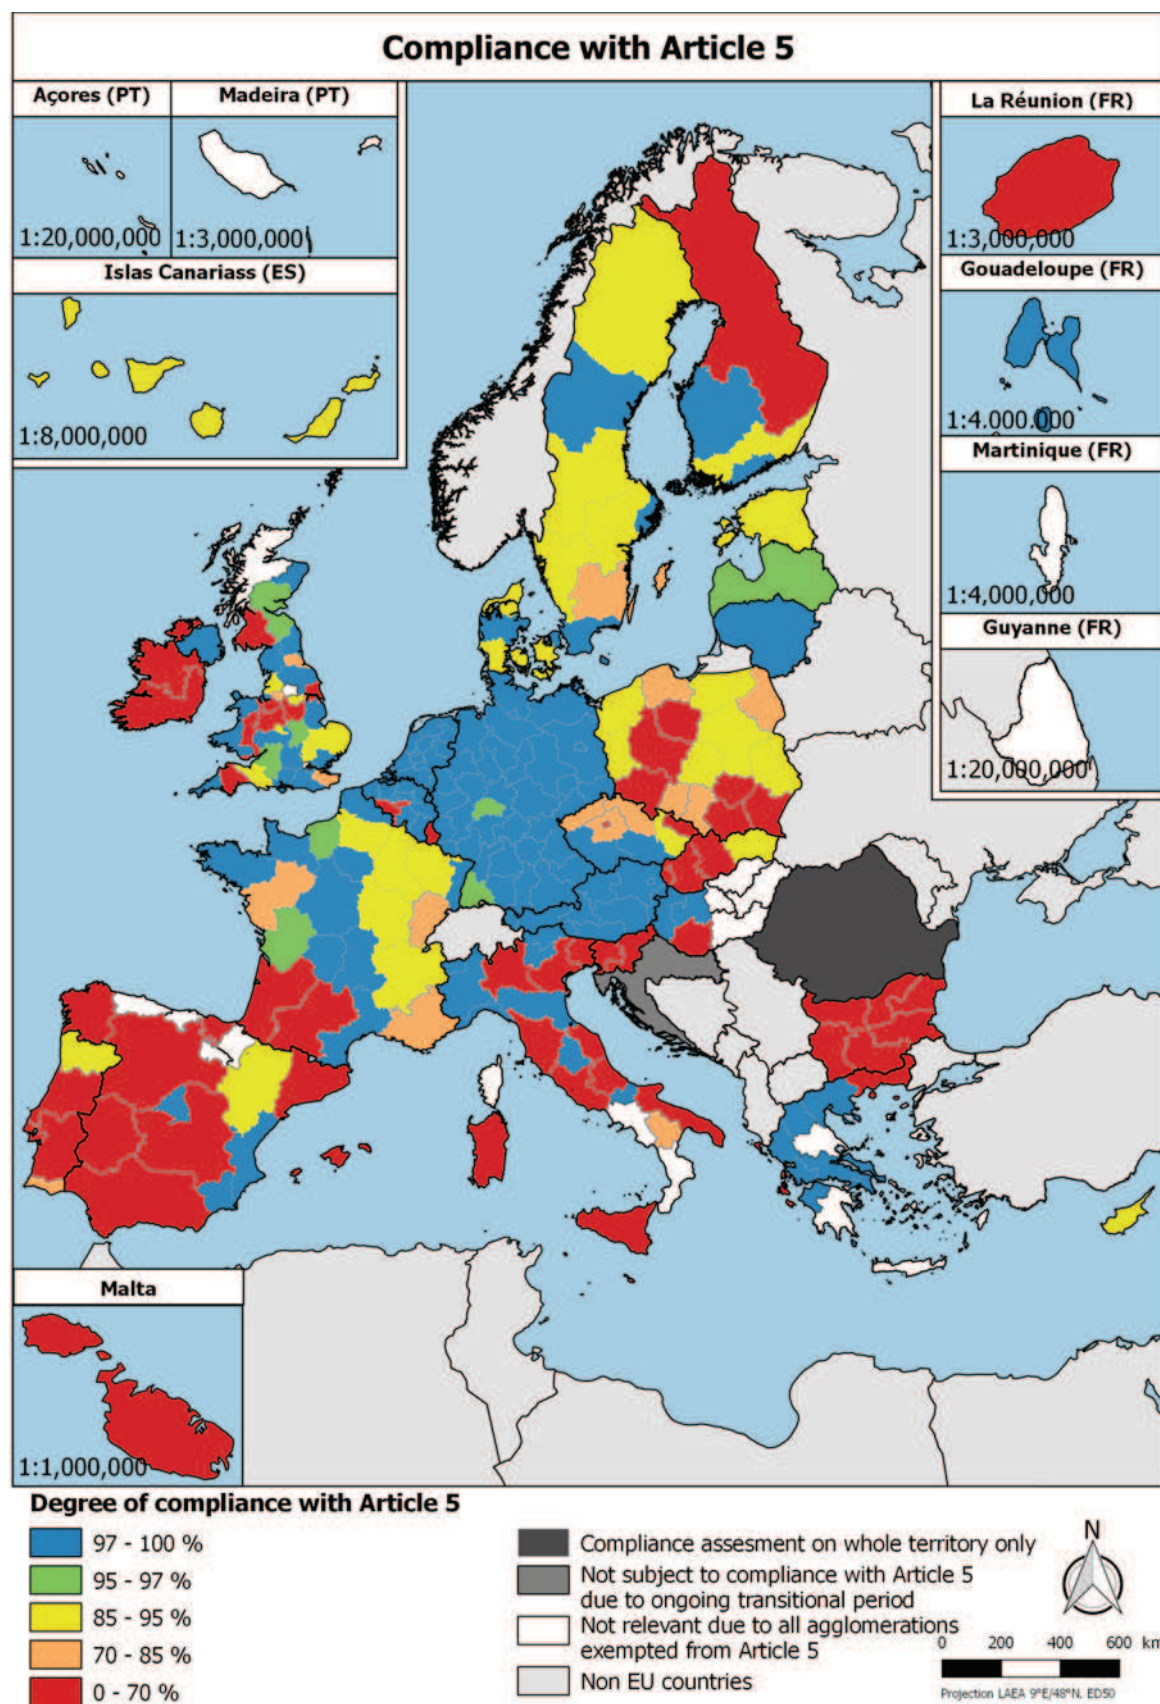 Compliance with Article 5
Açores (PT)
Madeira (PT)
1:20,000,000
1:3,000,000
Islas Canariass (ES)
1:8,000,000
La Réunion (FR)
1:3,000,000
Gouadeloupe (FR)
1:4.000.000
Martinique (FR)
1:4,000,000
Guyanne (FR)
1:20,000,000
Malta
1:1,000,000
Degree of compliance with Article 5
97 - 100 %
95 - 97 %
85 - 95 %
70 - 85 %
0 - 70 %
Compliance assesment on whole territory only
Not subject to compliance with Article 5
due to ongoing transitional period
Not relevant due to all agglomerations
exempted from Article 5
Non EU countries
N
0 200 400 600 km
Projection LAEA 9°E/48°N, ED50